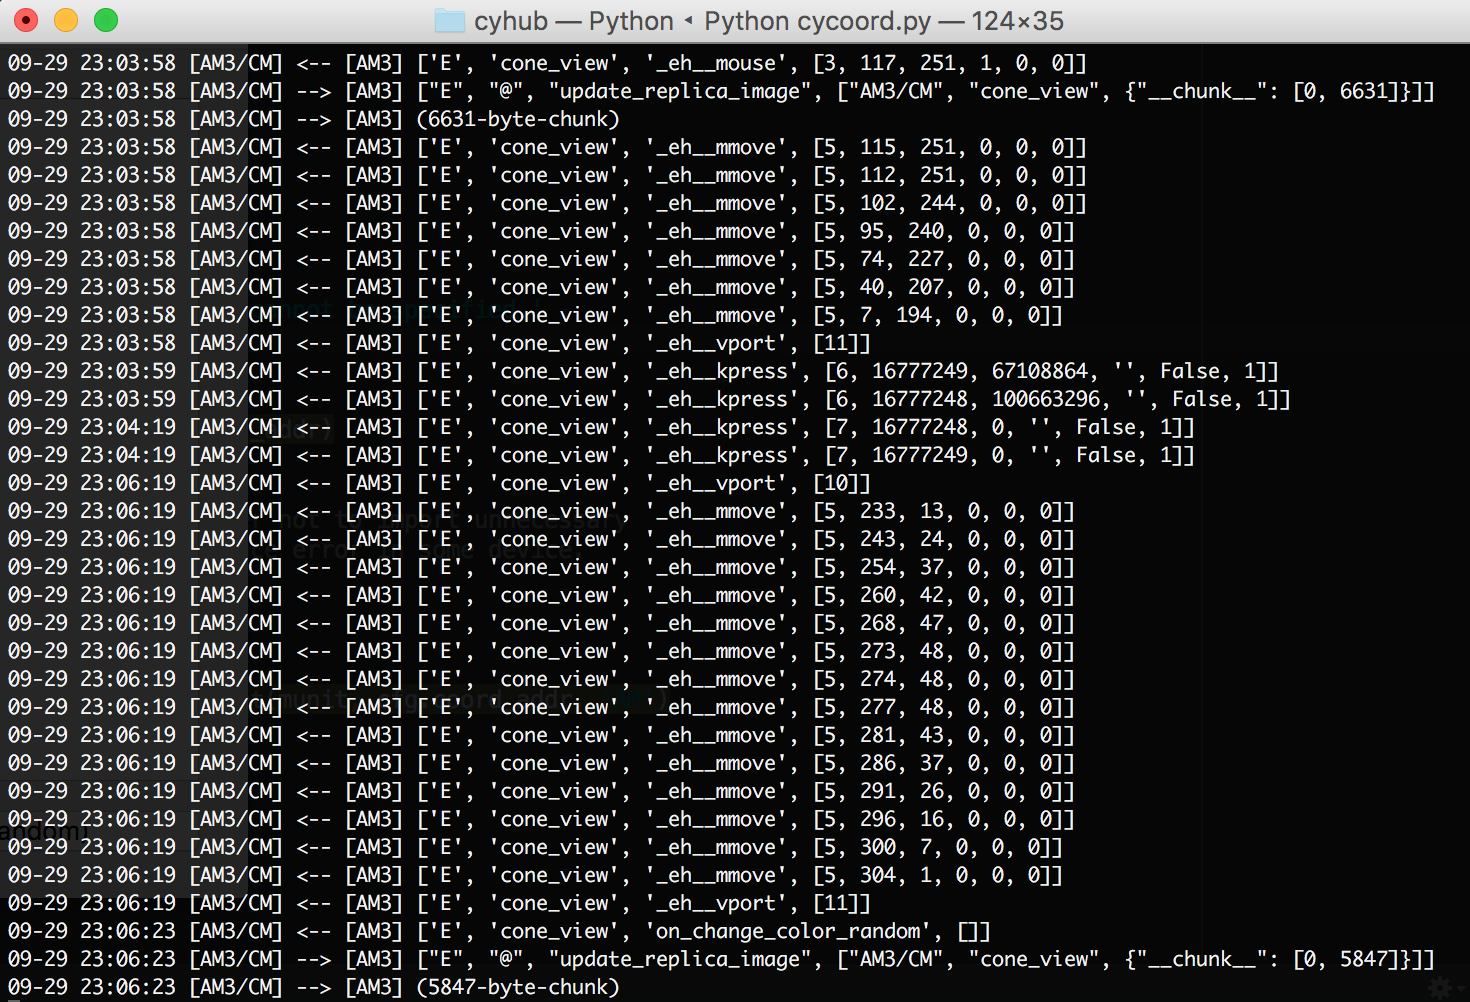 cyhub — Python ◂ Python cycoord.py — 124×35
09-29 23:03:58 [AM3/CM] <-- [AM3] ['E', 'cone_view', '_eh__mouse', [3, 117, 251, 1, 0, 0]]
09-29 23:03:58 [AM3/CM] --> [AM3] ["E", "@", "update_replica_image", ["AM3/CM", "cone_view", {"__chunk__": [0, 6631]}]]
09-29 23:03:58 [AM3/CM] --> [AM3] (6631-byte-chunk)
09-29 23:03:58 [AM3/CM] <-- [AM3] ['E', 'cone_view', '_eh__mmove', [5, 115, 251, 0, 0, 0]]
09-29 23:03:58 [AM3/CM] <-- [AM3] ['E', 'cone_view', '_eh__mmove', [5, 112, 251, 0, 0, 0]]
09-29 23:03:58 [AM3/CM] <-- [AM3] ['E', 'cone_view', '_eh__mmove', [5, 102, 244, 0, 0, 0]]
09-29 23:03:58 [AM3/CM] <-- [AM3] ['E', 'cone_view', '_eh__mmove', [5, 95, 240, 0, 0, 0]]
09-29 23:03:58 [AM3/CM] <-- [AM3] ['E', 'cone_view', '_eh__mmove', [5, 74, 227, 0, 0, 0]]
09-29 23:03:58 [AM3/CM] <-- [AM3] ['E', 'cone_view', '_eh__mmove', [5, 40, 207, 0, 0, 0]]
09-29 23:03:58 [AM3/CM] <-- [AM3] ['E', 'cone_view', '_eh__mmove', [5, 7, 194, 0, 0, 0]]
09-29 23:03:58 [AM3/CM] <-- [AM3] ['E', 'cone_view', '_eh__vport', [11]]
09-29 23:03:59 [AM3/CM] <-- [AM3] ['E', 'cone_view', '_eh__kpress', [6, 16777249, 67108864, '', False, 1]]
09-29 23:03:59 [AM3/CM] <-- [AM3] ['E', 'cone_view', '_eh__kpress', [6, 16777248, 100663296, '', False, 1]]
09-29 23:04:19 [AM3/CM] <-- [AM3] ['E', 'cone_view', '_eh__kpress', [7, 16777248, 0, '', False, 1]]
09-29 23:04:19 [AM3/CM] <-- [AM3] ['E', 'cone_view', '_eh__kpress', [7, 16777249, 0, '', False, 1]]
09-29 23:06:19 [AM3/CM] <-- [AM3] ['E', 'cone_view', '_eh__vport', [10]]
09-29 23:06:19 [AM3/CM] <-- [AM3] ['E', 'cone_view', '_eh__mmove', [5, 233, 13, 0, 0, 0]]
09-29 23:06:19 [AM3/CM] <-- [AM3] ['E', 'cone_view', '_eh__mmove', [5, 243, 24, 0, 0, 0]]
09-29 23:06:19 [AM3/CM] <-- [AM3] ['E', 'cone_view', '_eh__mmove', [5, 254, 37, 0, 0, 0]]
09-29 23:06:19 [AM3/CM] <-- [AM3] ['E', 'cone_view', '_eh__mmove', [5, 260, 42, 0, 0, 0]]
09-29 23:06:19 [AM3/CM] <-- [AM3] ['E', 'cone_view', '_eh__mmove', [5, 268, 47, 0, 0, 0]]
09-29 23:06:19 [AM3/CM] <-- [AM3] ['E', 'cone_view', '_eh__mmove', [5, 273, 48, 0, 0, 0]]
09-29 23:06:19 [AM3/CM] <-- [AM3] ['E', 'cone_view', '_eh__mmove', [5, 274, 48, 0, 0, 0]]
09-29 23:06:19 [AM3/CM] <-- [AM3] ['E', 'cone_view', '_eh__mmove', [5, 277, 48, 0, 0, 0]]
09-29 23:06:19 [AM3/CM] <-- [AM3] ['E', 'cone_view', '_eh__mmove', [5, 281, 43, 0, 0, 0]]
09-29 23:06:19 [AM3/CM] <-- [AM3] ['E', 'cone_view', '_eh__mmove', [5, 286, 37, 0, 0, 0]]
09-29 23:06:19 [AM3/CM] <-- [AM3] ['E', 'cone_view', '_eh__mmove', [5, 291, 26, 0, 0, 0]]
09-29 23:06:19 [AM3/CM] <-- [AM3] ['E', 'cone_view', '_eh__mmove', [5, 296, 16, 0, 0, 0]]
09-29 23:06:19 [AM3/CM] <-- [AM3] ['E', 'cone_view', '_eh__mmove', [5, 300, 7, 0, 0, 0]]
09-29 23:06:19 [AM3/CM] <-- [AM3] ['E', 'cone_view', '_eh__mmove', [5, 304, 1, 0, 0, 0]]
09-29 23:06:19 [AM3/CM] <-- [AM3] ['E', 'cone_view', '_eh__vport', [11]]
09-29 23:06:23 [AM3/CM] <-- [AM3] ['E', 'cone_view', 'on_change_color_random', []]
09-29 23:06:23 [AM3/CM] --> [AM3] ["E", "@", "update_replica_image", ["AM3/CM", "cone_view", {"__chunk__": [0, 5847]}]]
09-29 23:06:23 [AM3/CM] --> [AM3] (5847-byte-chunk)